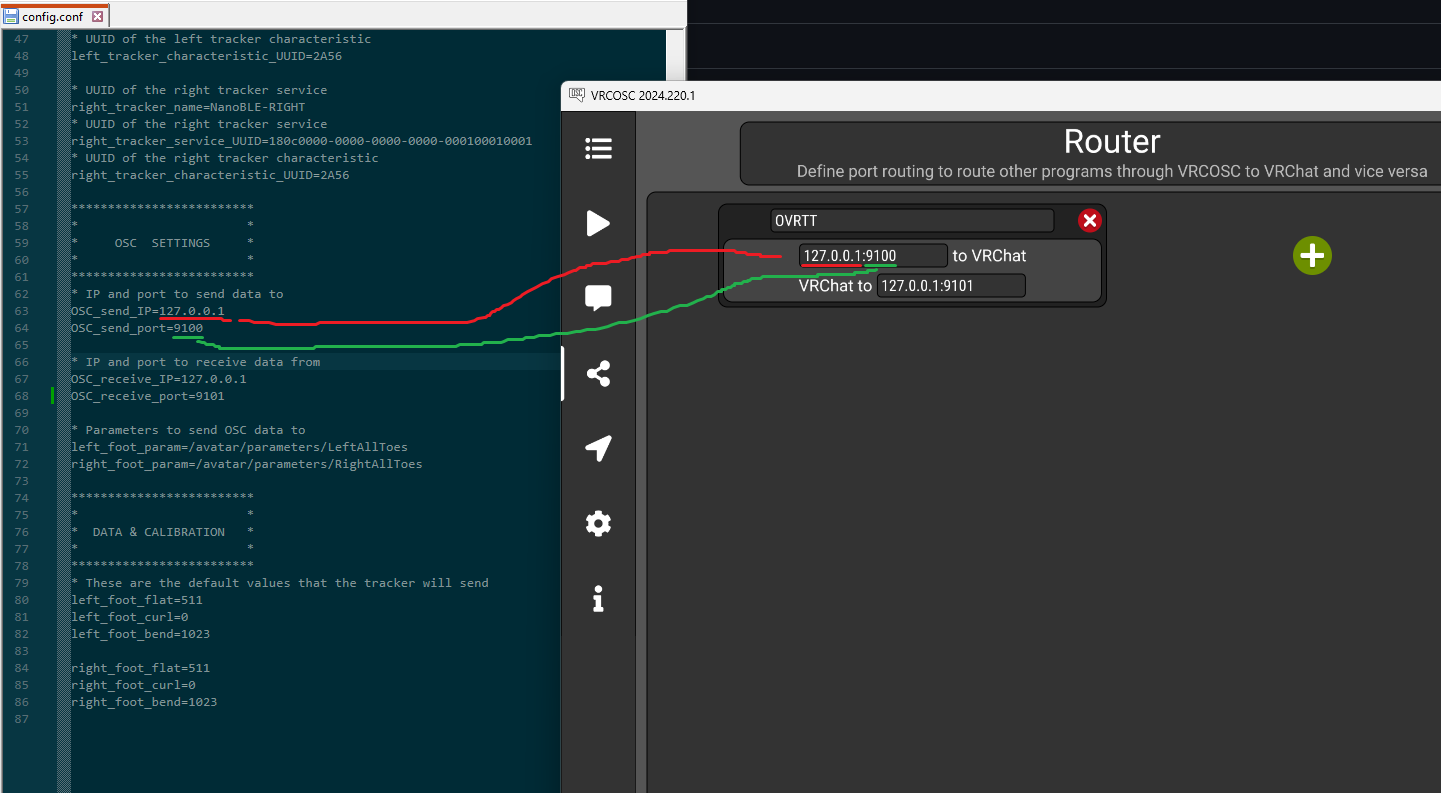 config.conf
47 * UUID of the left tracker characteristic
48 left_tracker_characteristic_UUID=2A56
49
50 * UUID of the right tracker service
51 right_tracker_name=NanoBLE-RIGHT
52 * UUID of the right tracker service
53 right_tracker_service_UUID=180c0000-0000-0000-0000-000100010001
54 * UUID of the right tracker characteristic
55 right_tracker_characteristic_UUID=2A56
56
57 *************************
58 * *
59 * OSC SETTINGS *
60 * *
61 *************************
62 * IP and port to send data to
63 OSC_send_IP=127.0.0.1
64 OSC_send_port=9100
65
66 * IP and port to receive data from
67 OSC_receive_IP=127.0.0.1
68 OSC_receive_port=9101
69
70 * Parameters to send OSC data to
71 left_foot_param=/avatar/parameters/LeftAllToes
72 right_foot_param=/avatar/parameters/RightAllToes
73
74 *************************
75 * *
76 * DATA & CALIBRATION *
77 * *
78 *************************
79 * These are the default values that the tracker will send
80 left_foot_flat=511
81 left_foot_curl=0
82 left_foot_bend=1023
83
84 right_foot_flat=511
85 right_foot_curl=0
86 right_foot_bend=1023
87
OSC VRCOSC 2024.220.1
Router
Define port routing to route other programs through VRCOSC to VRChat and vice versa
OVRTT
127.0.0.1:9100 to VRChat
VRChat to 127.0.0.1:9101